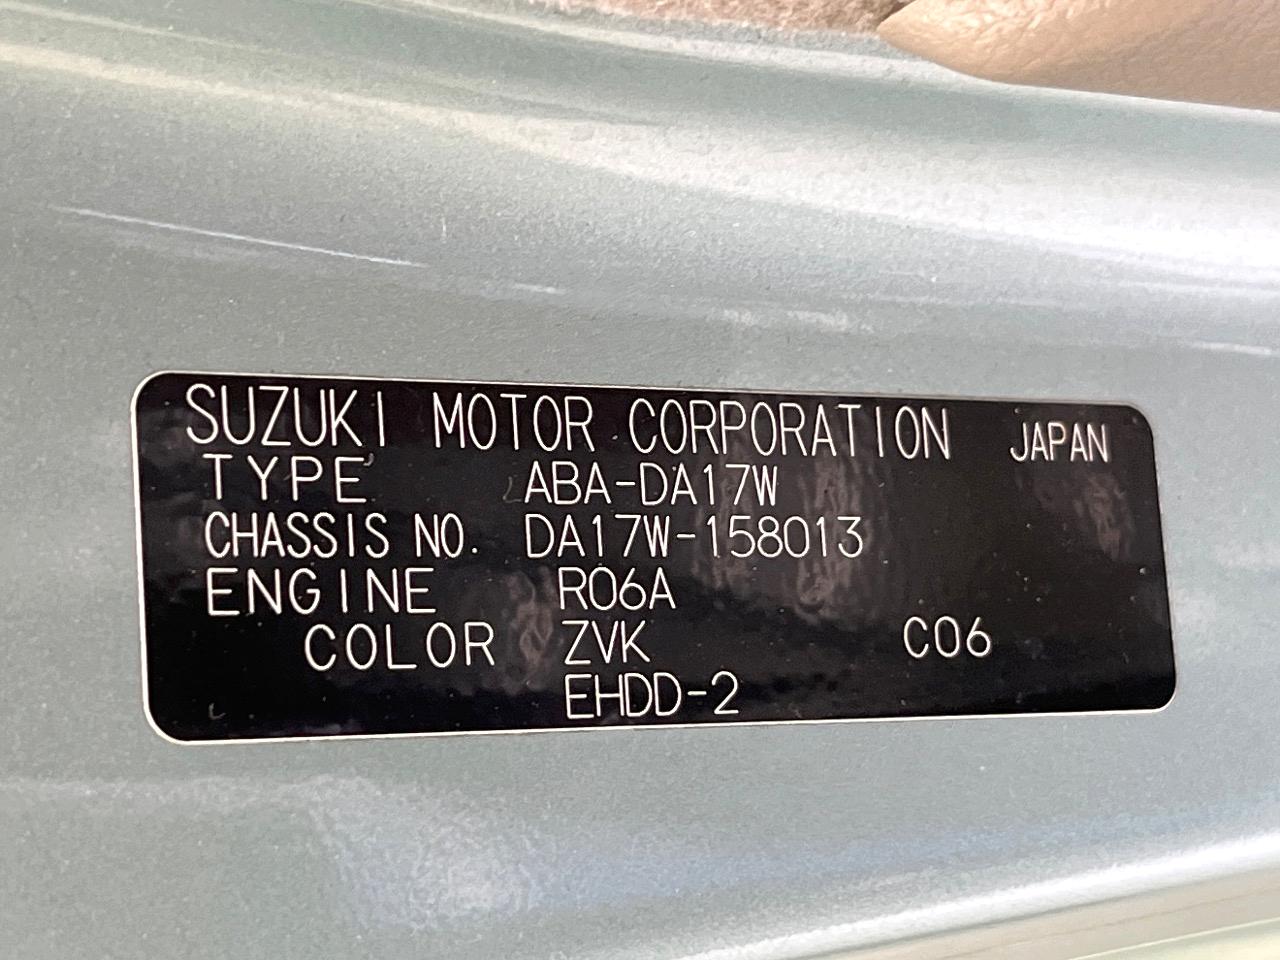 SUZUKI MOTOR CORPORATION JAPAN
TYPE ABA-DA17W
CHASSIS NO. DA17W-158013
ENGINE R06A
COLOR ZVK C06
EHDD-2